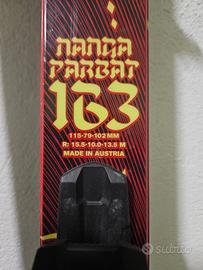 NANGA
PARBAT
163
115-79-102 MM
R: 15.5-10.0-13.5 M
MADE IN AUSTRIA
subito